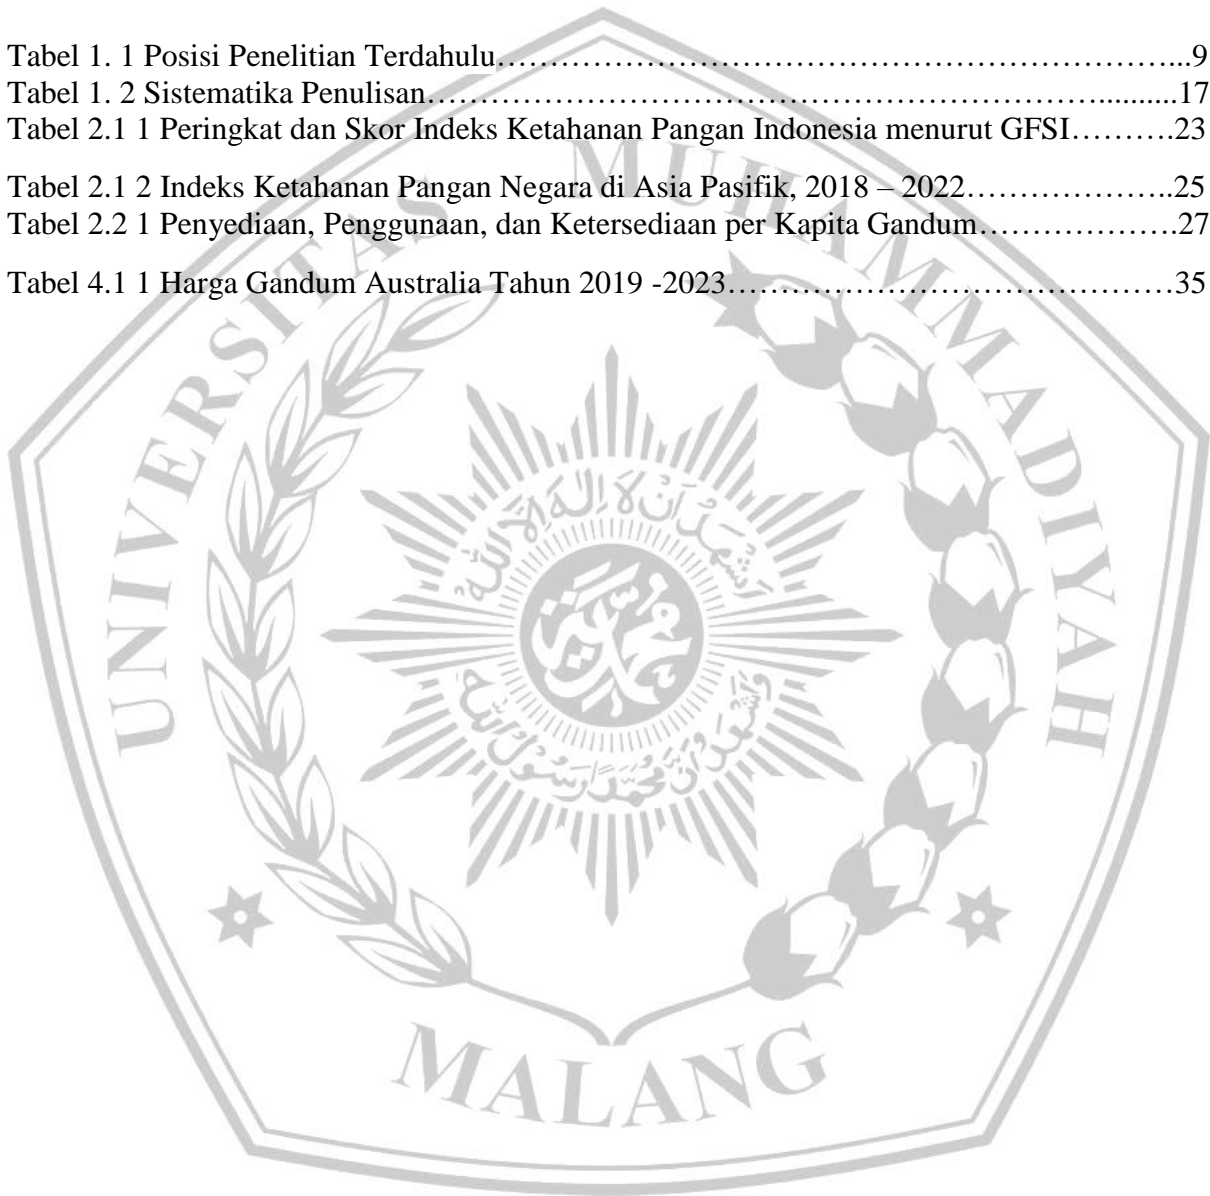 Tabel 1. 1 Posisi Penelitian Terdahulu…………………………………………………………...9
Tabel 1. 2 Sistematika Penulisan…………………………………………………………..........17
Tabel 2.1 1 Peringkat dan Skor Indeks Ketahanan Pangan Indonesia menurut GFSI……….23
Tabel 2.1 2 Indeks Ketahanan Pangan Negara di Asia Pasifik, 2018 – 2022……………….25
Tabel 2.2 1 Penyediaan, Penggunaan, dan Ketersediaan per Kapita Gandum……………….27
Tabel 4.1 1 Harga Gandum Australia Tahun 2019 -2023……………………………………35
UNIVERSITAS MUHAMMADIYAH
MALANG